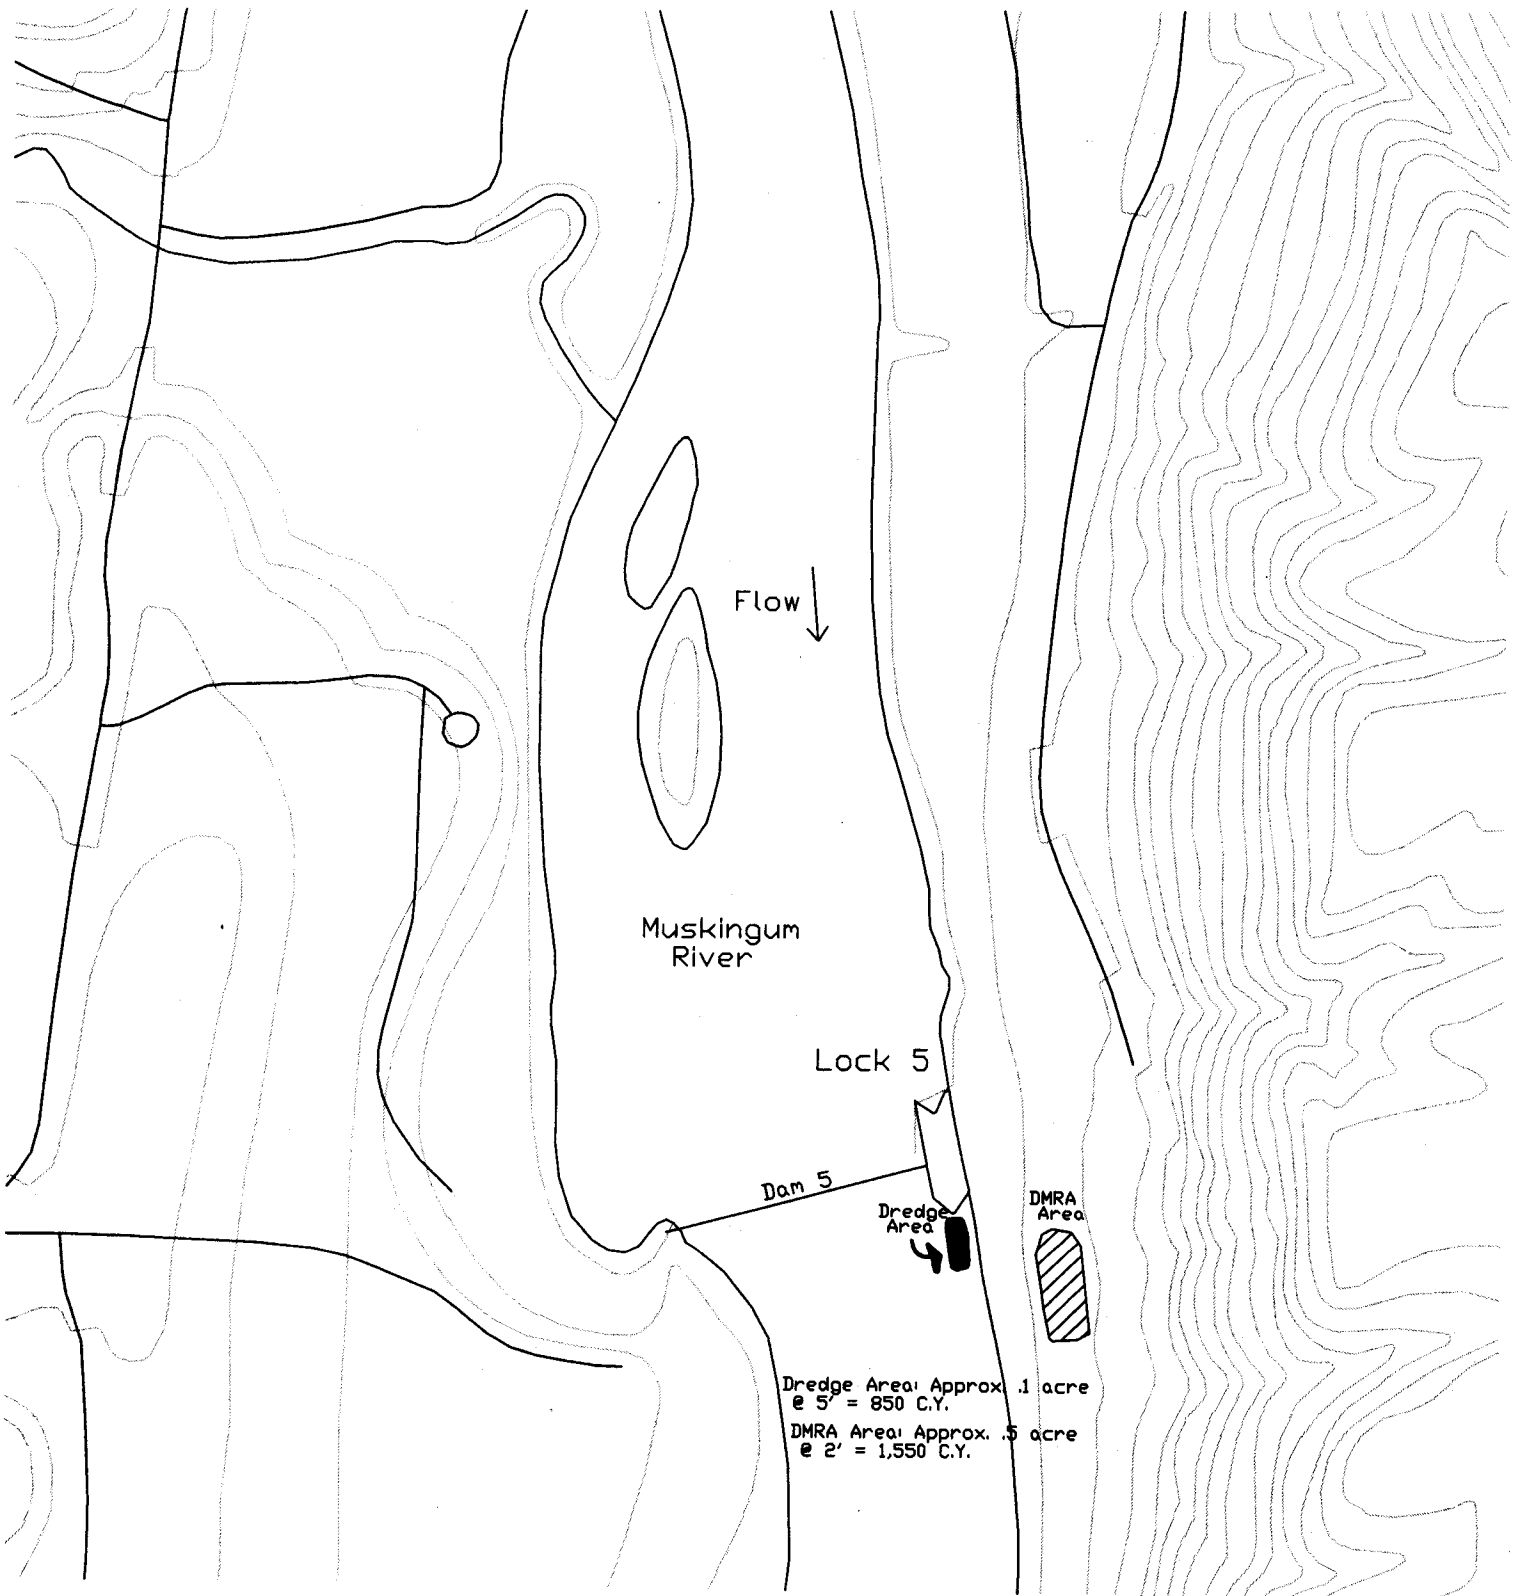 Flow
Muskingum
River
Lock 5
Dam 5
Dredge
Area
DMRA
Area
Dredge Area: Approx. .1 acre
@ 5' = 850 C.Y.
DMRA Area: Approx. .5 acre
@ 2' = 1,550 C.Y.